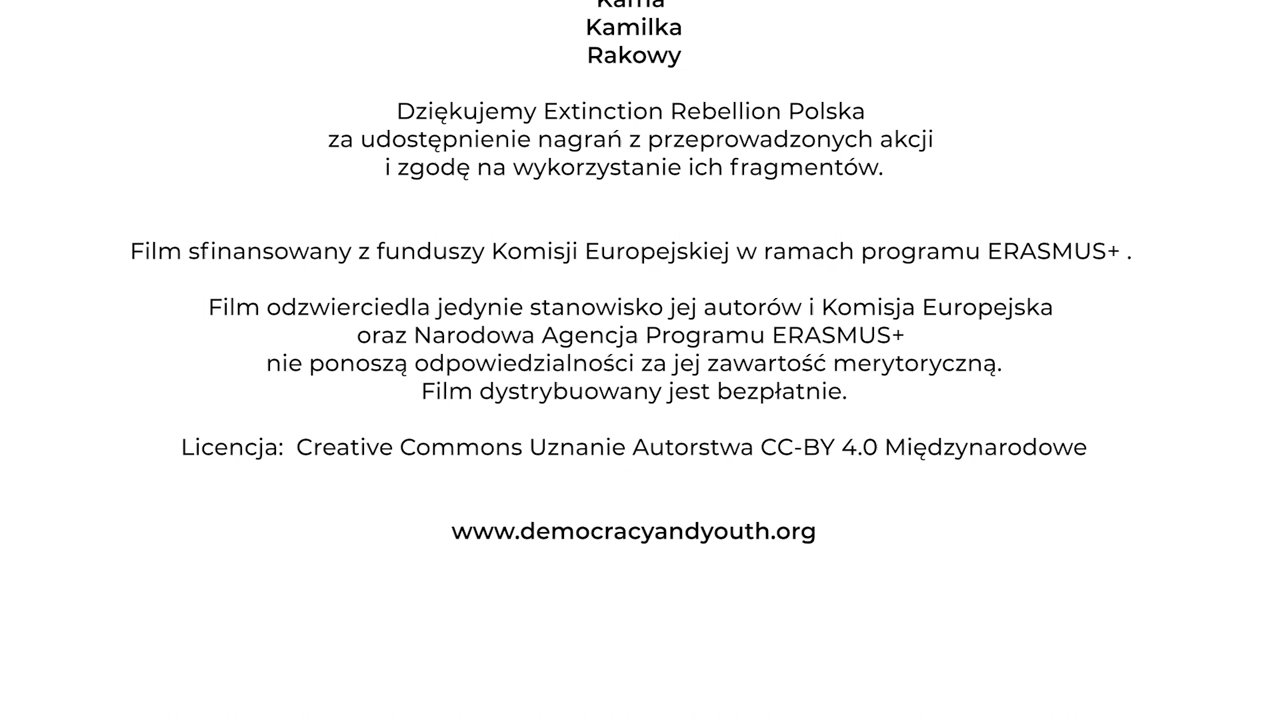 Kama
Kamilka
Rakowy
Dziękujemy Extinction Rebellion Polska
za udostępnienie nagrań z przeprowadzonych akcji
i zgodę na wykorzystanie ich fragmentów.
Film sfinansowany z funduszy Komisji Europejskiej w ramach programu ERASMUS+ .
Film odzwierciedla jedynie stanowisko jej autorów i Komisja Europejska
oraz Narodowa Agencja Programu ERASMUS+
nie ponoszą odpowiedzialności za jej zawartość merytoryczną.
Film dystrybuowany jest bezpłatnie.
Licencja:  Creative Commons Uznanie Autorstwa CC-BY 4.0 Międzynarodowe
www.democracyandyouth.org